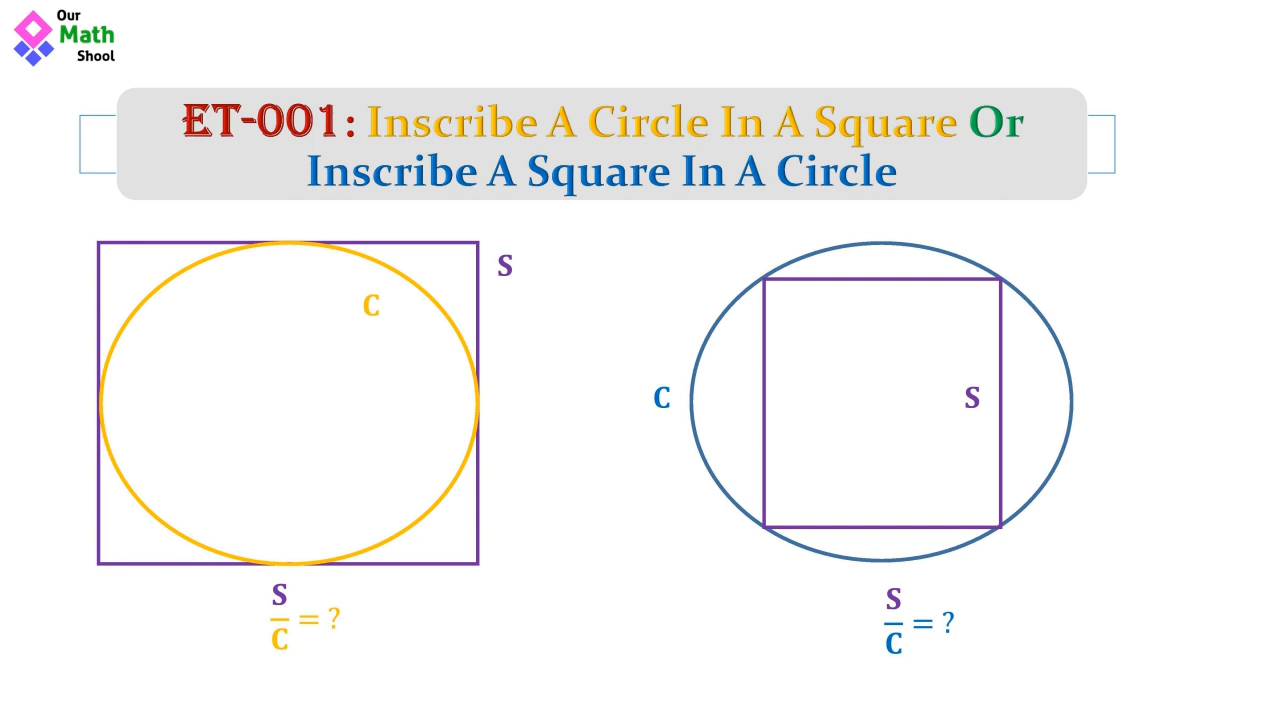 Our
Math
Shool
ET-001: Inscribe A Circle In A Square Or
Inscribe A Square In A Circle
S
C
C
S
S
C = ?
S
C = ?